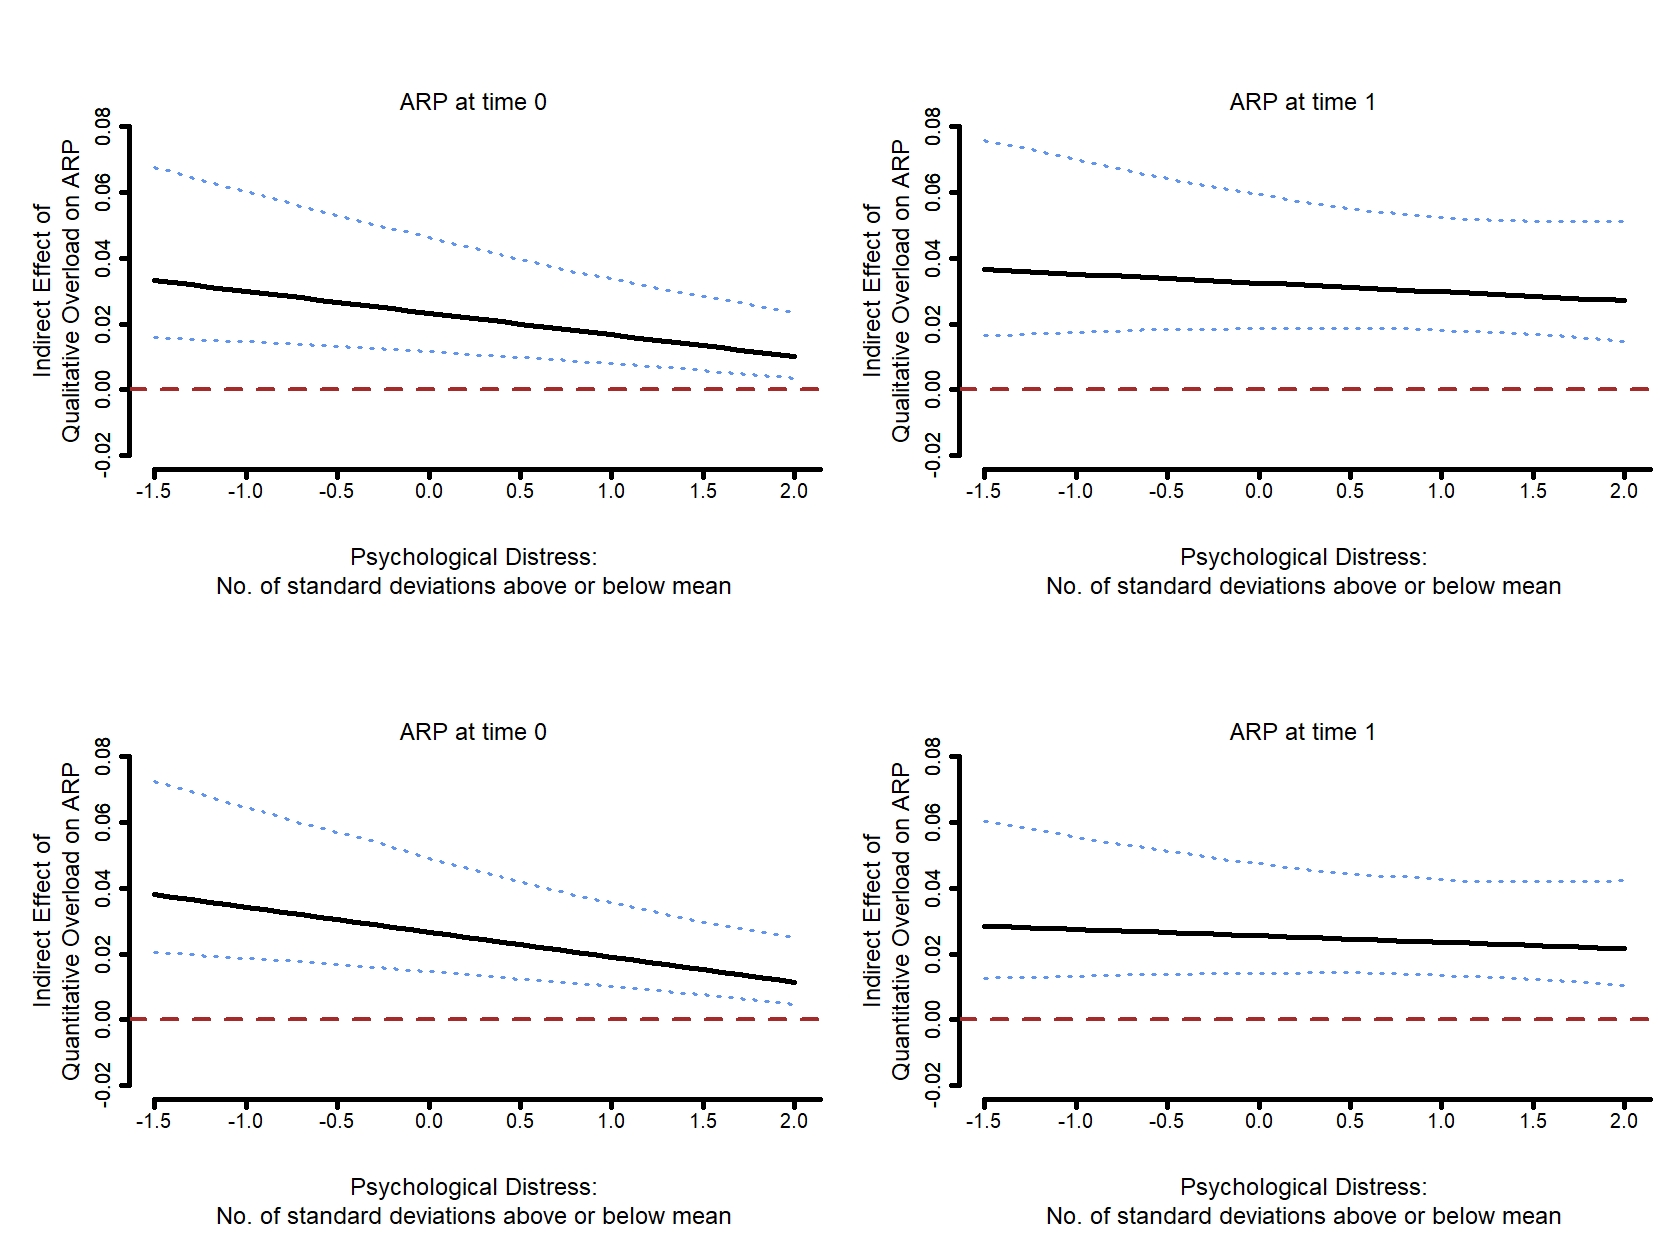 ARP at time 0
Indirect Effect of
Qualitative Overload on ARP
0.08
0.06
0.04
0.02
0.00
-0.02
-1.5 -1.0 -0.5 0.0 0.5 1.0 1.5 2.0
Psychological Distress:
No. of standard deviations above or below mean
ARP at time 1
Indirect Effect of
Qualitative Overload on ARP
0.08
0.06
0.04
0.02
0.00
-0.02
-1.5 -1.0 -0.5 0.0 0.5 1.0 1.5 2.0
Psychological Distress:
No. of standard deviations above or below mean
ARP at time 0
Indirect Effect of
Quantitative Overload on ARP
0.08
0.06
0.04
0.02
0.00
-0.02
-1.5 -1.0 -0.5 0.0 0.5 1.0 1.5 2.0
Psychological Distress:
No. of standard deviations above or below mean
ARP at time 1
Indirect Effect of
Quantitative Overload on ARP
0.08
0.06
0.04
0.02
0.00
-0.02
-1.5 -1.0 -0.5 0.0 0.5 1.0 1.5 2.0
Psychological Distress:
No. of standard deviations above or below mean